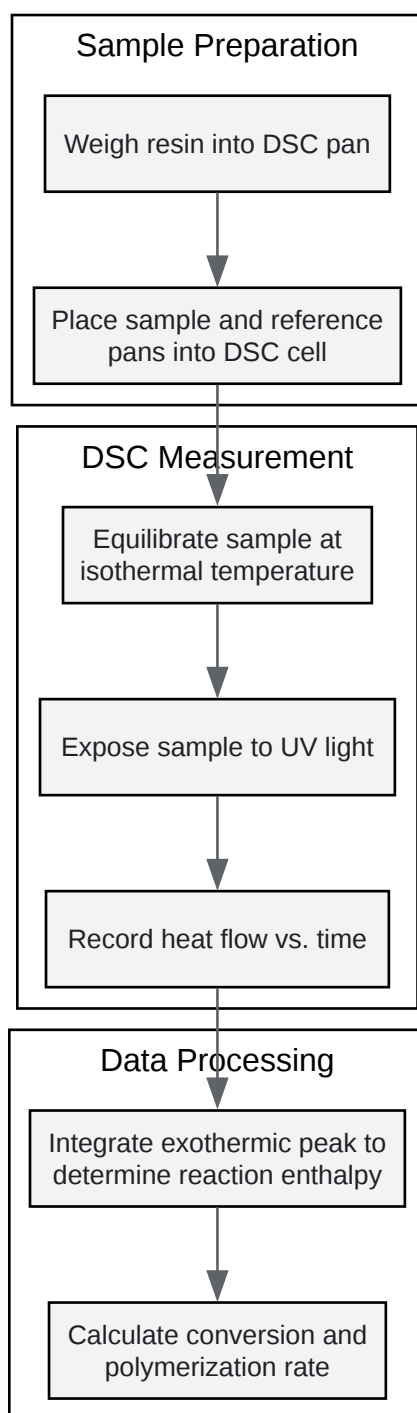 Sample Preparation
Weigh resin into DSC pan
Place sample and reference
pans into DSC cell
DSC Measurement
Equilibrate sample at
isothermal temperature
Expose sample to UV light
Record heat flow vs. time
Data Processing
Integrate exothermic peak to
determine reaction enthalpy
Calculate conversion and
polymerization rate